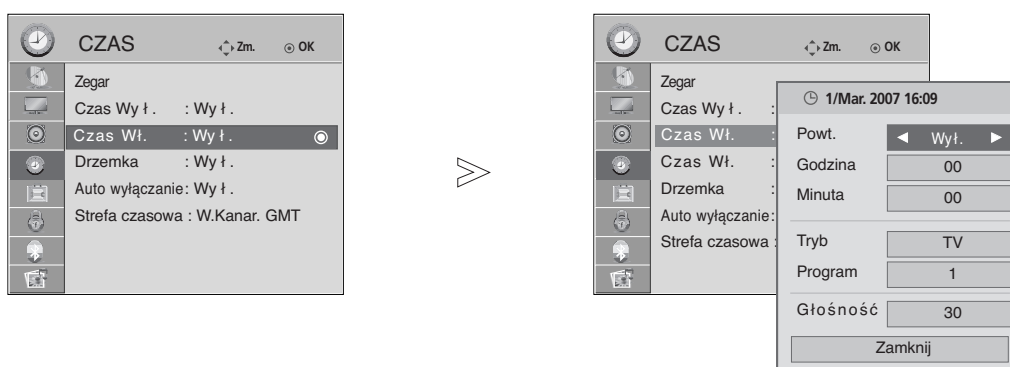 CZAS Zm. OK
Zegar
Czas Wy ł . : Wy ł .
Czas Wł. : Wy ł .
Drzemka : Wy ł .
Auto wyłączanie: Wy ł .
Strefa czasowa : W.Kanar. GMT
CZAS Zm. OK
Zegar
Czas Wy ł . :
Czas Wł. :
Czas Wł. :
Drzemka :
Auto wyłączanie:
Strefa czasowa :
1/Mar. 2007 16:09
Powt. Wył.
Godzina 00
Minuta 00
Tryb TV
Program 1
Głośność 30
Zamknij